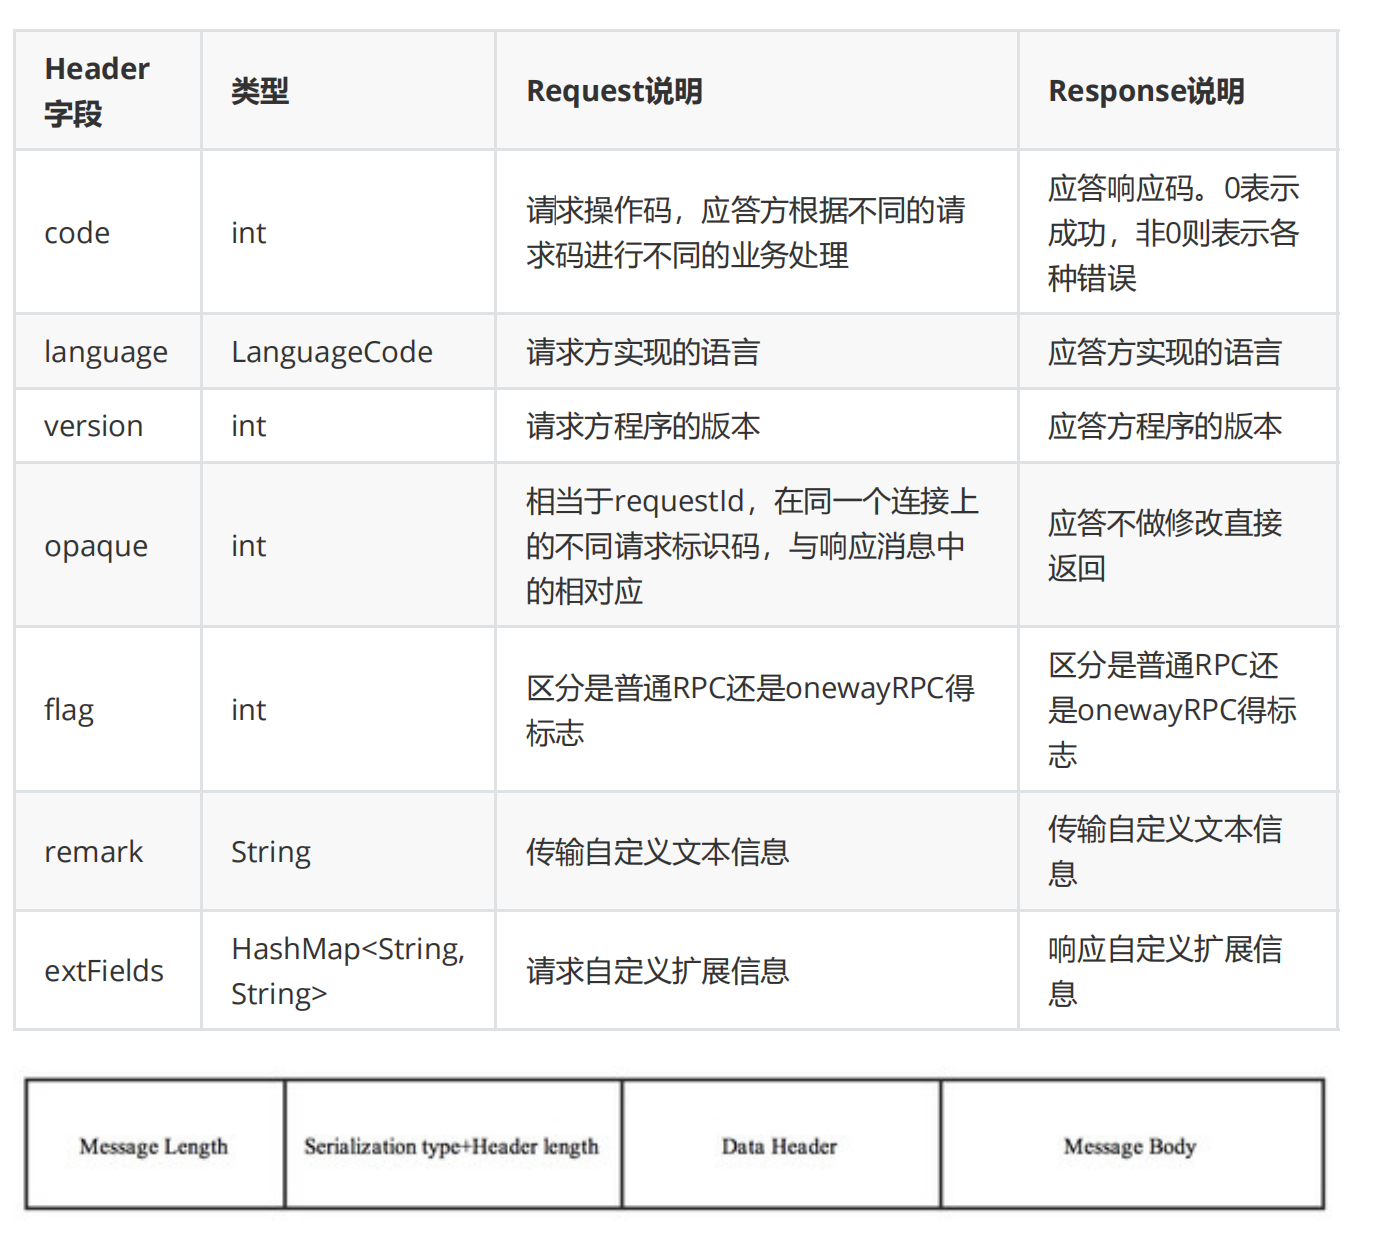 Header
字段
类型
Request说明
Response说明
code
int
请求操作码，应答方根据不同的请
求码进行不同的业务处理
应答响应码。0表示
成功，非0则表示各
种错误
language
LanguageCode
请求方实现的语言
应答方实现的语言
version
int
请求方程序的版本
应答方程序的版本
opaque
int
相当于requestId，在同一个连接上
的不同请求标识码，与响应消息中
的相对应
应答不做修改直接
返回
flag
int
区分是普通RPC还是onewayRPC得
标志
区分是普通RPC还
是onewayRPC得标
志
remark
String
传输自定义文本信息
传输自定义文本信
息
extFields
HashMap<String,
String>
请求自定义扩展信息
响应自定义扩展信
息
Message Length
Serialization type+Header length
Data Header
Message Body